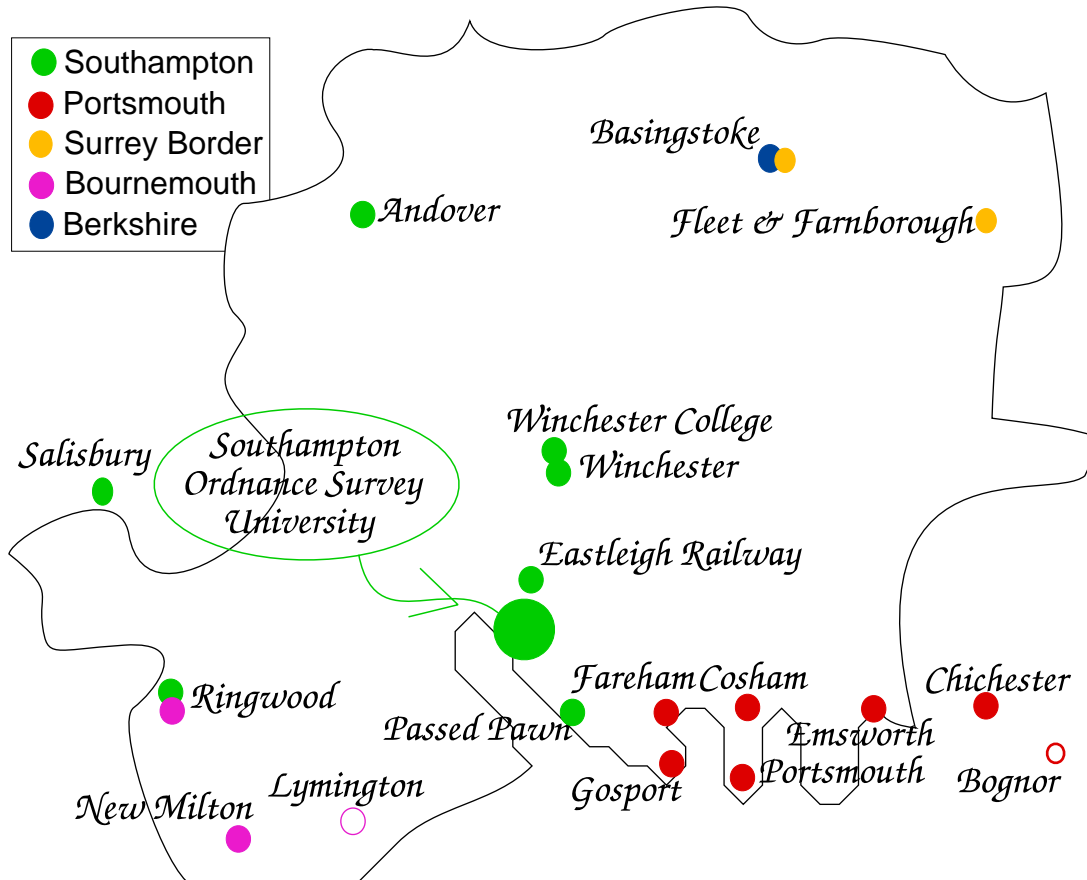 Southampton
Portsmouth
Surrey Border
Bournemouth
Berkshire
Basingstoke
Andover
Fleet & Farnborough
Winchester College
Winchester
Salisbury
Southampton
Ordnance Survey
University
Eastleigh Railway
Ringwood
Fareham
Cosham
Chichester
Passed Pawn
Emsworth
Portsmouth
Gosport
Bognor
Lymington
New Milton